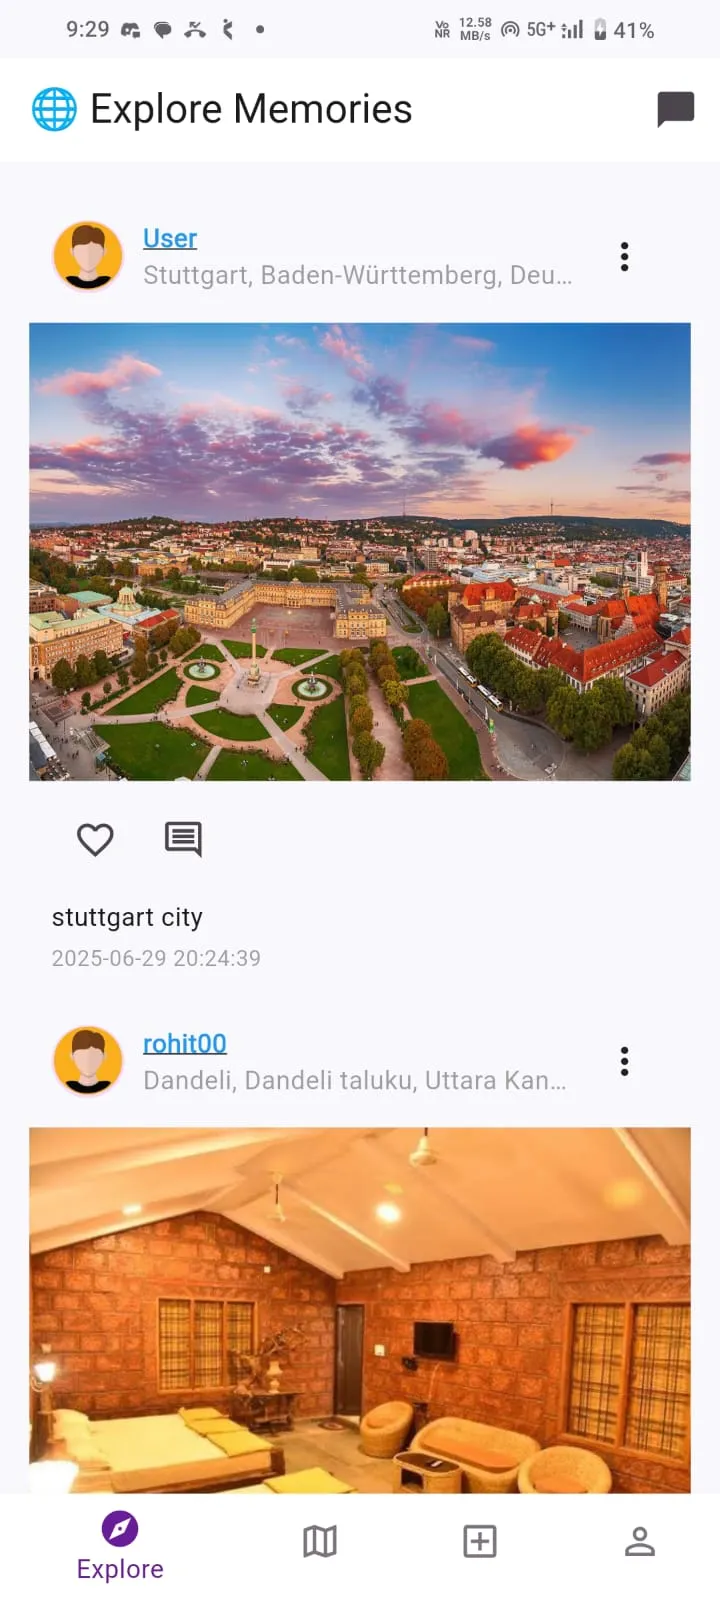 9:29
Vo
NR
12.58
MB/s
5G+
41%
Explore Memories
User
Stuttgart, Baden-Württemberg, Deu...
stuttgart city
2025-06-29 20:24:39
rohit00
Dandeli, Dandeli taluku, Uttara Kan...
Explore